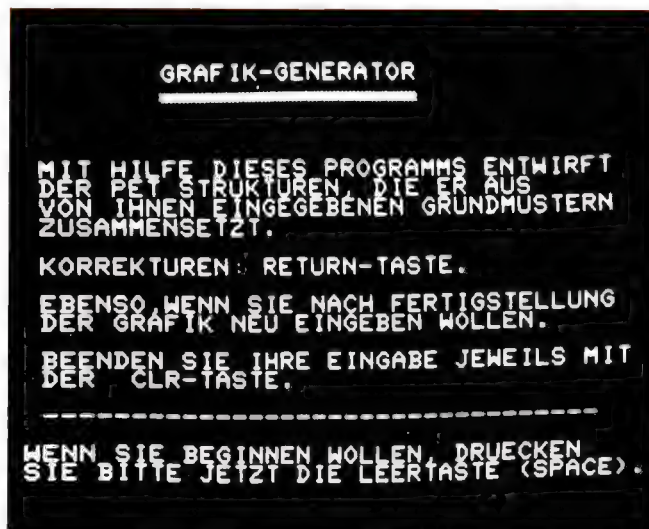 GRAFIK-GENERATOR
MIT HILFE DIESES PROGRAMMS ENTWIRFT
DER PET STRUKTUREN, DIE ER AUS
VON IHNEN EINGEGEBENEN GRUNDMUSTERN
ZUSAMMENSETZT.
KORREKTUREN: RETURN-TASTE.
EBENSO,WENN SIE NACH FERTIGSTELLUNG
DER GRAFIK NEU EINGEBEN WOLLEN.
BEENDEN SIE IHRE EINGABE JEWEILS MIT
DER CLR-TASTE.
WENN SIE BEGINNEN WOLLEN, DRUECKEN
SIE BITTE JETZT DIE LEERTASTE (SPACE).